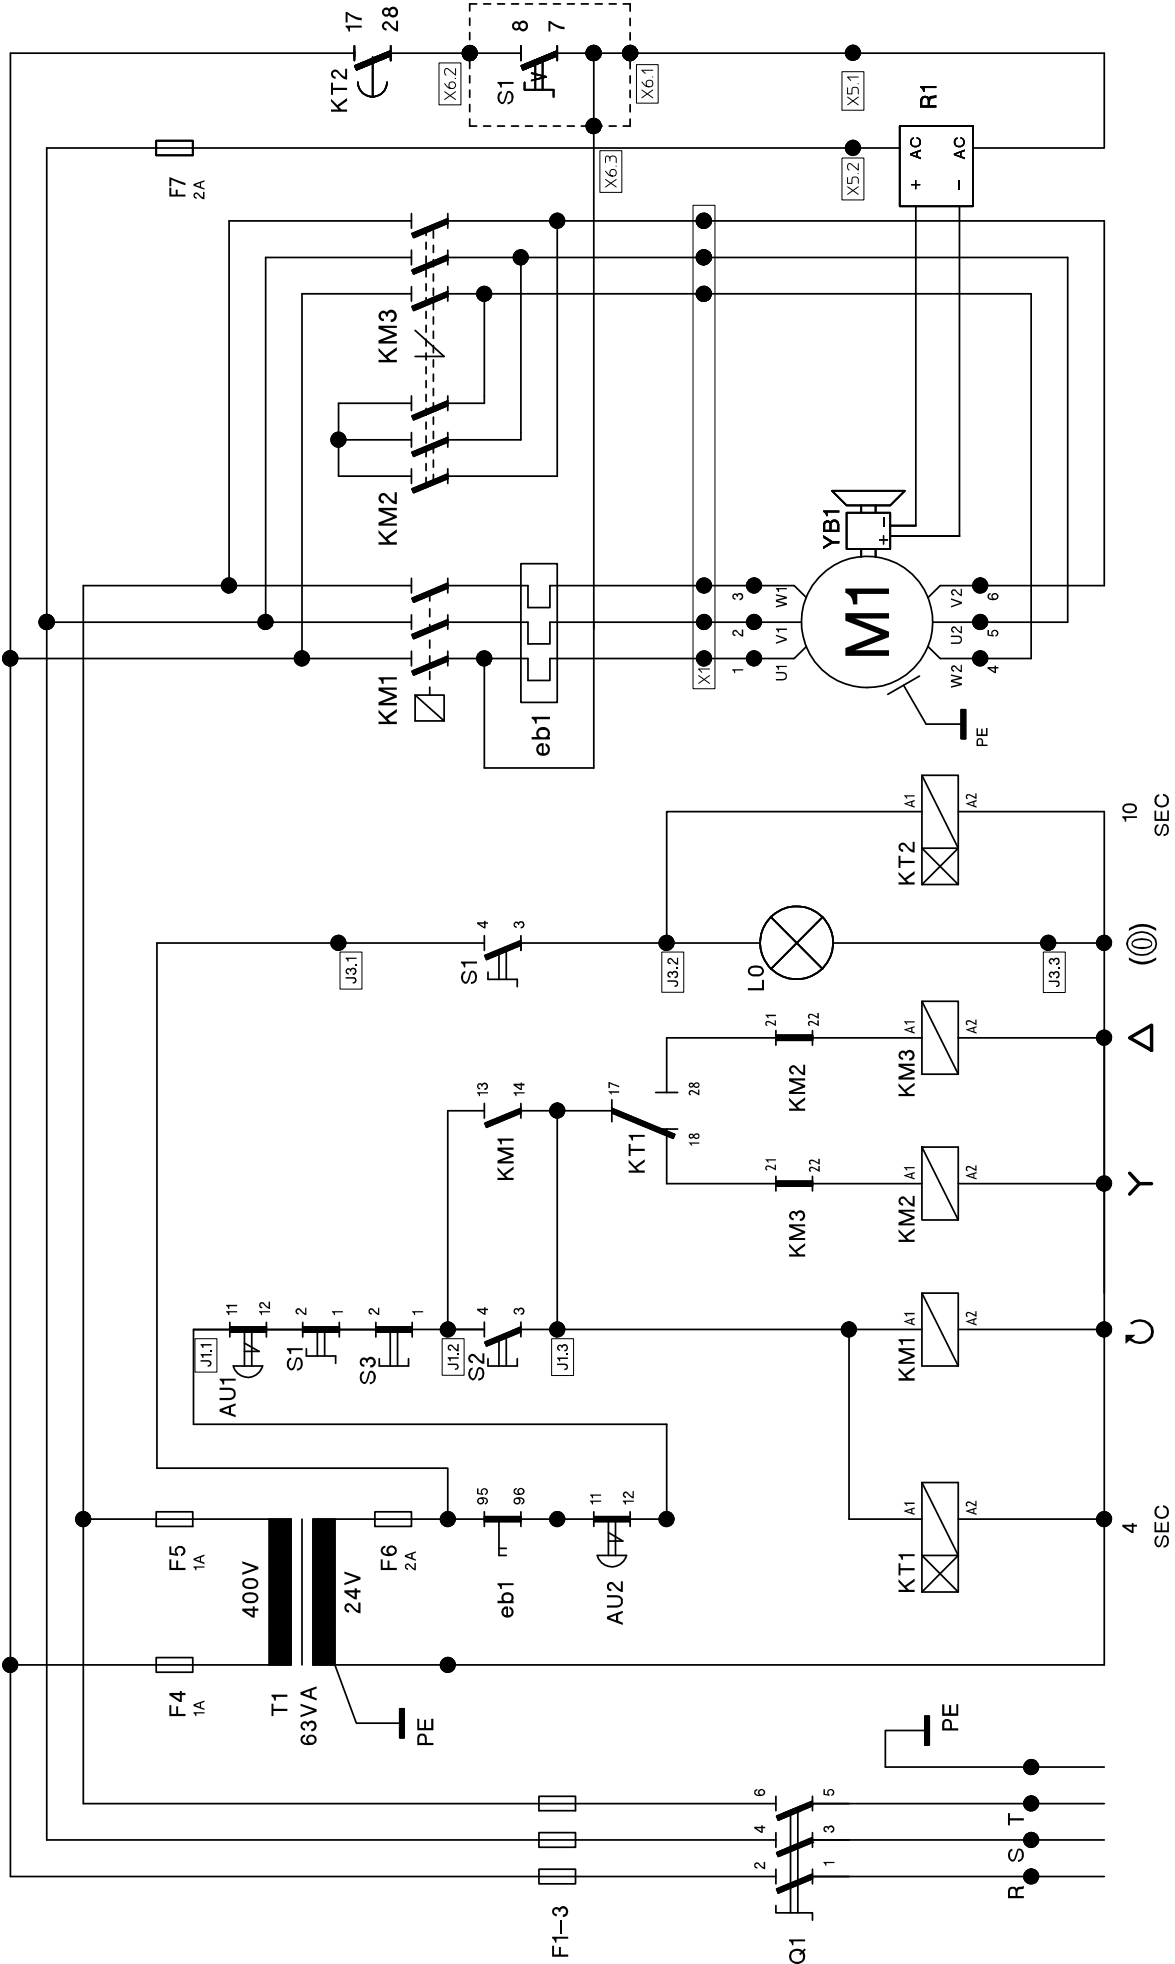 R
S
T
PE
Q1
1
3
5
2
4
6
F1–3
F4
1A
T1
63VA
PE
F5
1A
400V
24V
F6
2A
eb1
95
96
AU2
11
12
KT1
A1
A2
4
SEC
J1.1
AU1
11
12
S1
2
1
S3
2
1
J1.2
S2
4
3
J1.3
KM1
A1
A2
KM1
13
14
KT1
17
18
28
KM3
21
22
KM2
A1
A2
KM2
21
22
KM3
A1
A2
J3.1
S1
4
3
J3.2
L0
J3.3
KT2
A1
A2
10
SEC
KM1
eb1
X1
1
2
3
U1
V1
W1
M1
PE
W2
U2
V2
4
5
6
YB1
+
-
KM2
KM3
F7
2A
X6.3
X5.2
R1
AC
AC
+
–
KT2
17
28
X6.2
S1
8
7
X6.1
X5.1